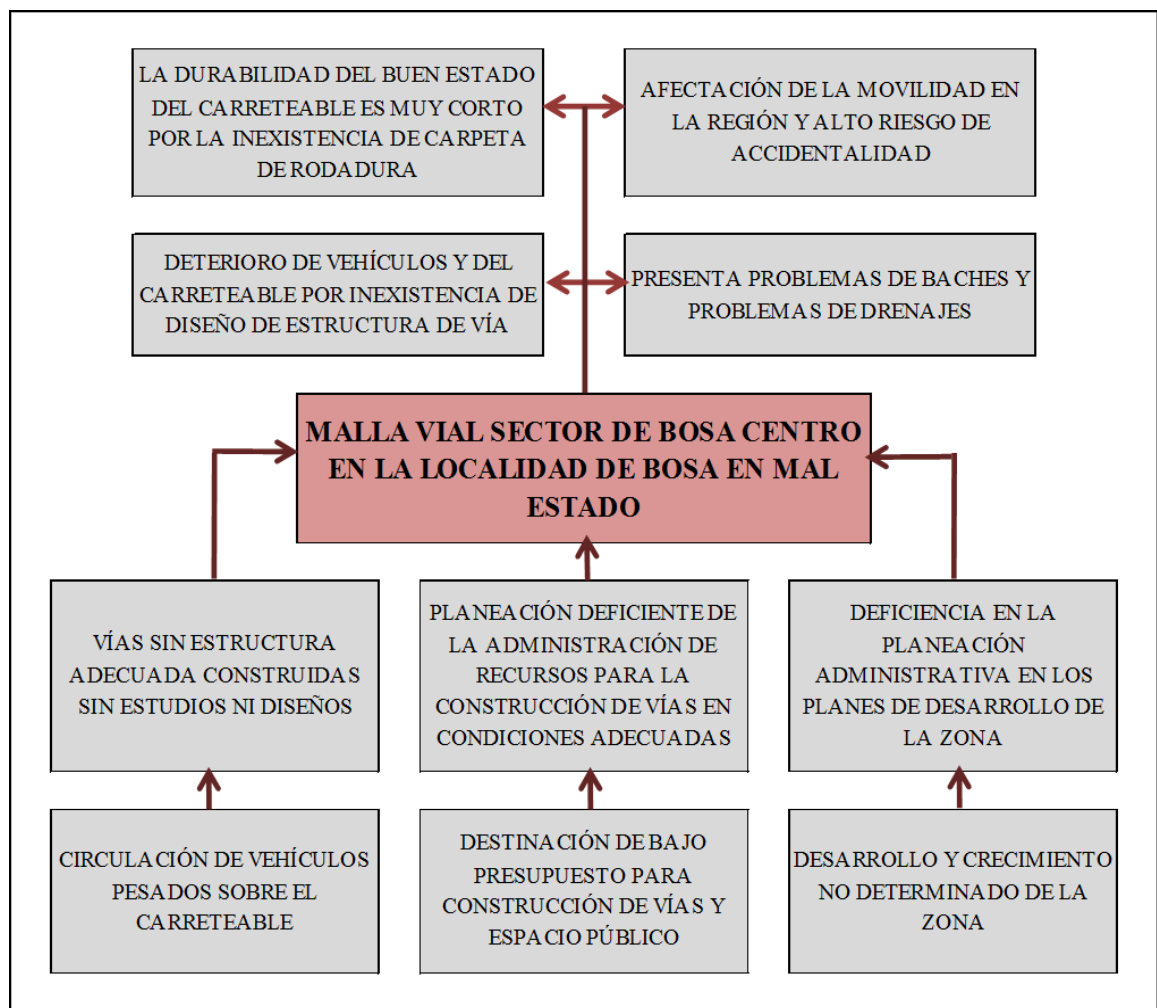 LA DURABILIDAD DEL BUEN ESTADO
DEL CARRETEABLE ES MUY CORTO
POR LA INEXISTENCIA DE CARPETA
DE RODADURA
AFECTACIÓN DE LA MOVILIDAD EN
LA REGIÓN Y ALTO RIESGO DE
ACCIDENTALIDAD
DETERIORO DE VEHÍCULOS Y DEL
CARRETEABLE POR INEXISTENCIA DE
DISEÑO DE ESTRUCTURA DE VÍA
PRESENTA PROBLEMAS DE BACHES Y
PROBLEMAS DE DRENAJES
MALLA VIAL SECTOR DE BOSA CENTRO
EN LA LOCALIDAD DE BOSA EN MAL
ESTADO
VÍAS SIN ESTRUCTURA
ADECUADA CONSTRUIDAS
SIN ESTUDIOS NI DISEÑOS
PLANEACIÓN DEFICIENTE DE
LA ADMINISTRACIÓN DE
RECURSOS PARA LA
CONSTRUCCIÓN DE VÍAS EN
CONDICIONES ADECUADAS
DEFICIENCIA EN LA
PLANEACIÓN
ADMINISTRATIVA EN LOS
PLANES DE DESARROLLO DE
LA ZONA
CIRCULACIÓN DE VEHÍCULOS
PESADOS SOBRE EL
CARRETEABLE
DESTINACIÓN DE BAJO
PRESUPUESTO PARA
CONSTRUCCIÓN DE VÍAS Y
ESPACIO PÚBLICO
DESARROLLO Y CRECIMIENTO
NO DETERMINADO DE LA
ZONA